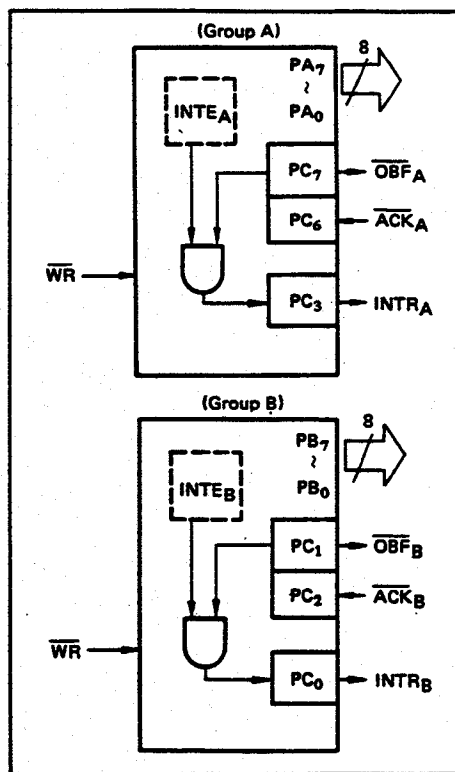 (Group A)
PA7
~
PA0
8
INTEA
PC7
OBFA
PC6
ACKA
WR
PC3
INTRA
(Group B)
PB7
~
PB0
8
INTEB
PC1
OBFB
PC2
ACKB
WR
PC0
INTRB